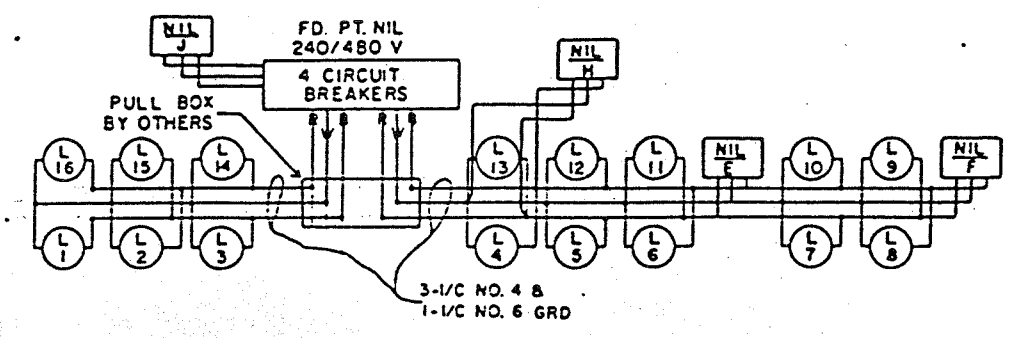 NIL
J
FD. PT. NIL
240/480 V
4 CIRCUIT
BREAKERS
NIL
H
PULL BOX
BY OTHERS
R B R B
L
16
L
15
L
14
L
13
L
12
L
11
NIL
E
L
10
L
9
NIL
F
L
1
L
2
L
3
L
4
L
5
L
6
L
7
L
8
3-1/C NO. 4 &
1-1/C NO. 6 GRD